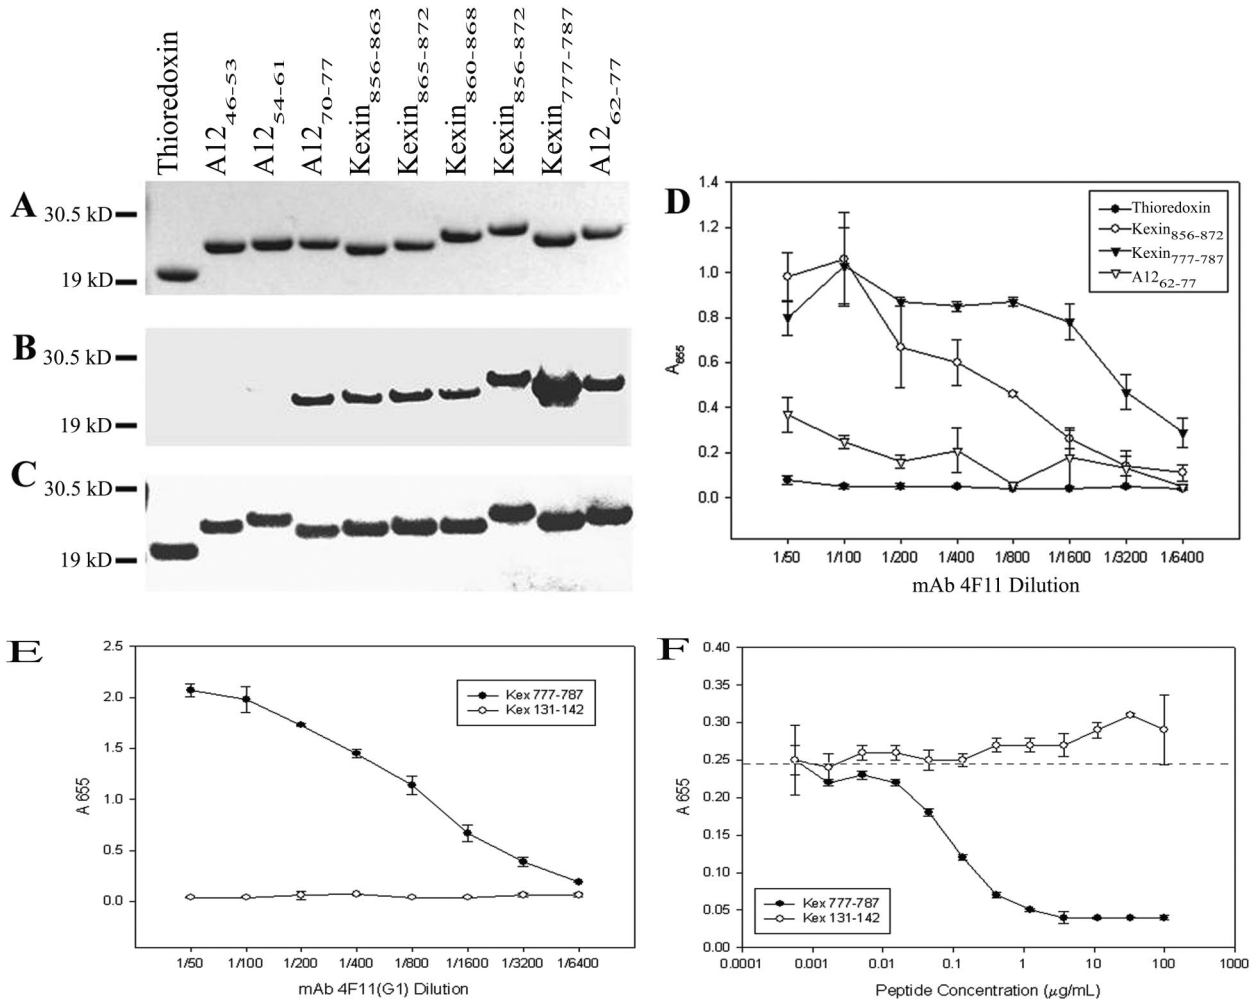 Thioredoxin
A12 46-53
A12 54-61
A12 70-77
Kexin 856-863
Kexin 865-872
Kexin 860-868
Kexin 856-872
Kexin 777-787
A12 62-77
A
30.5 kD
19 kD
B
30.5 kD
19 kD
C
30.5 kD
19 kD
D
1.4
1.2
1.0
0.8
0.6
0.4
0.2
0.0
A655
Thioredoxin
Kexin856-872
Kexin777-787
A1262-77
1/50 1/100 1/200 1/400 1/800 1/1600 1/3200 1/6400
mAb 4F11 Dilution
E
2.5
2.0
1.5
1.0
0.5
0.0
A 655
Kex 777-787
Kex 131-142
1/50 1/100 1/200 1/400 1/800 1/1600 1/3200 1/6400
mAb 4F11(G1) Dilution
F
0.40
0.35
0.30
0.25
0.20
0.15
0.10
0.05
0.00
A 655
Kex 777-787
Kex 131-142
0.0001 0.001 0.01 0.1 1 10 100 1000
Peptide Concentration (μg/mL)